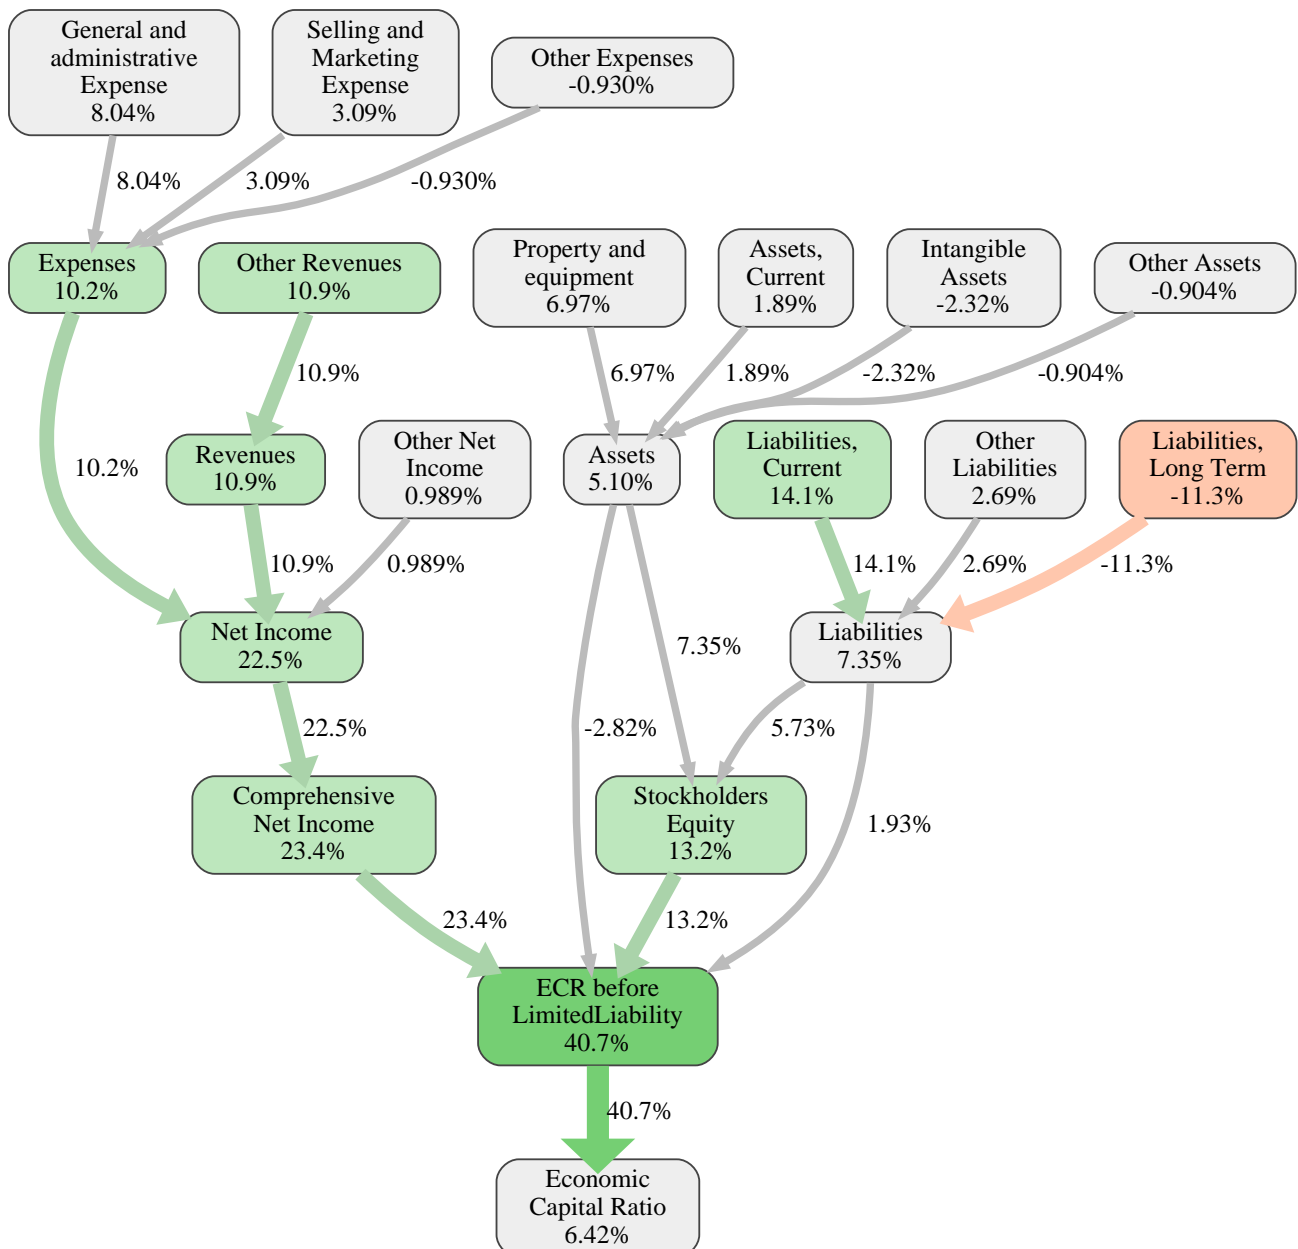 General and
administrative
Expense
8.04%
Selling and
Marketing
Expense
3.09%
Other Expenses
-0.930%
8.04%
3.09%
-0.930%
Expenses
10.2%
Other Revenues
10.9%
Property and
equipment
6.97%
Assets,
Current
1.89%
Intangible
Assets
-2.32%
Other Assets
-0.904%
10.9%
6.97%
1.89%
-2.32%
-0.904%
10.2%
Revenues
10.9%
Other Net
Income
0.989%
Assets
5.10%
Liabilities,
Current
14.1%
Other
Liabilities
2.69%
Liabilities,
Long Term
-11.3%
10.9%
0.989%
14.1%
2.69%
-11.3%
Net Income
22.5%
7.35%
Liabilities
7.35%
22.5%
-2.82%
5.73%
Comprehensive
Net Income
23.4%
Stockholders
Equity
13.2%
1.93%
23.4%
13.2%
ECR before
LimitedLiability
40.7%
40.7%
Economic
Capital Ratio
6.42%